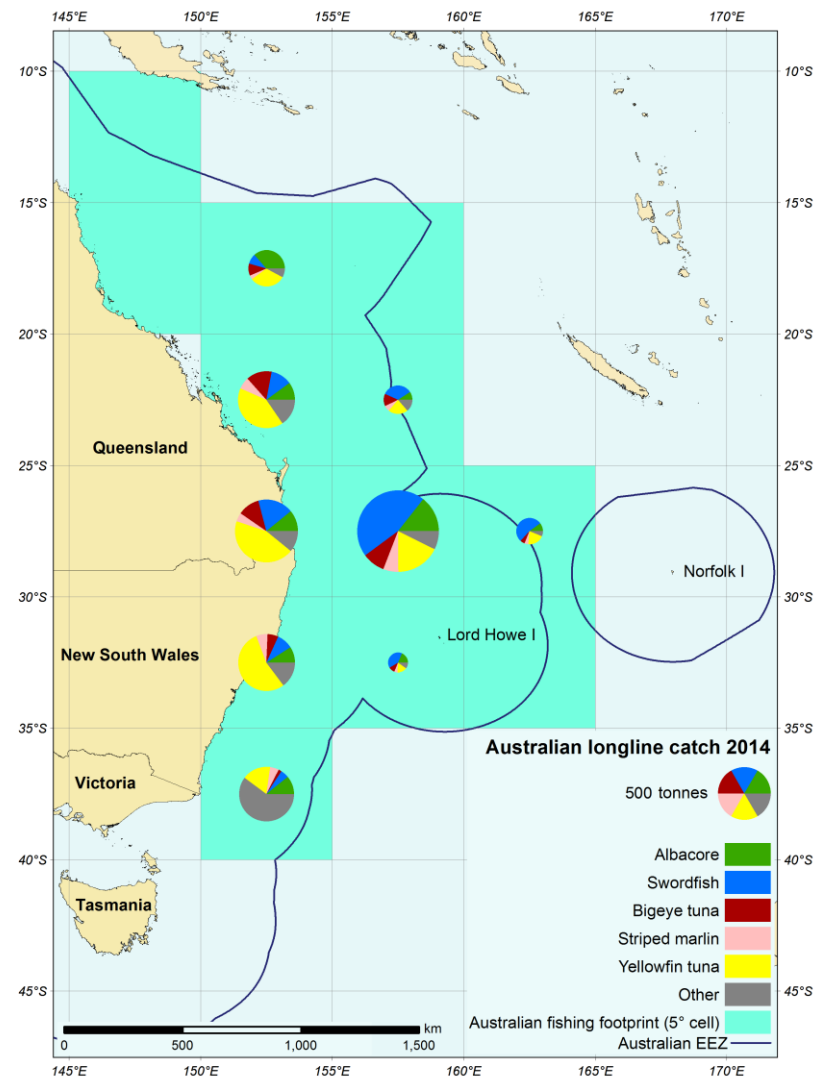 145°E 150°E 155°E 160°E 165°E 170°E
10°S 10°S
15°S 15°S
20°S 20°S
Queensland
25°S 25°S
Norfolk I
30°S 30°S
Lord Howe I
New South Wales
35°S 35°S
Australian longline catch 2014
Victoria
500 tonnes
40°S 40°S
Albacore
Swordfish
Tasmania
Bigeye tuna
Striped marlin
Yellowfin tuna
45°S 45°S
Other
Australian fishing footprint (5° cell)
km
Australian EEZ
0 500 1,000 1,500
145°E 150°E 155°E 160°E 165°E 170°E